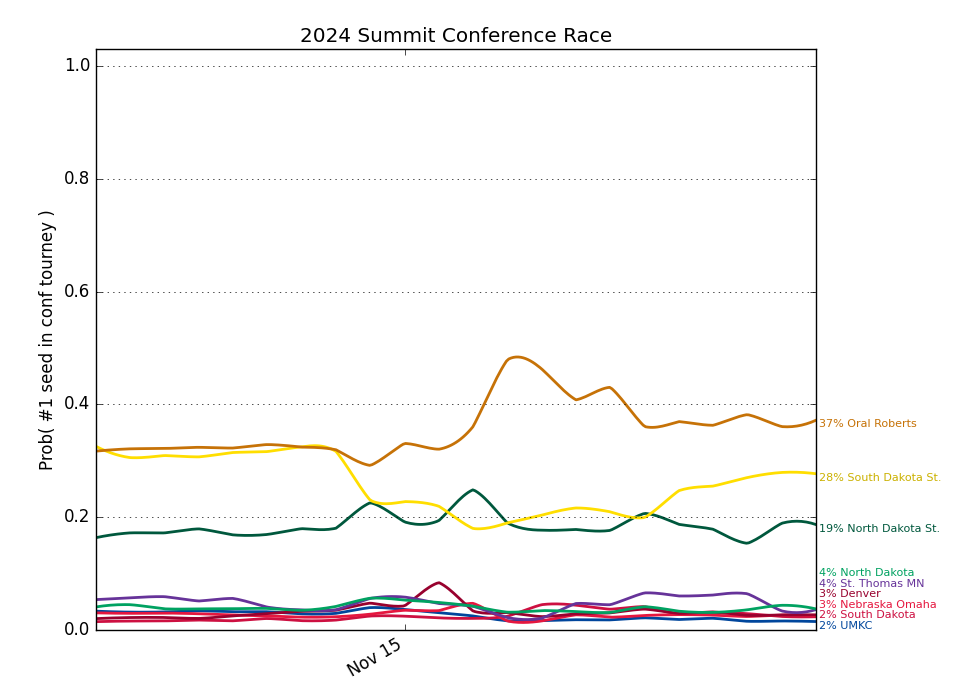 2024 Summit Conference Race
Prob( #1 seed in conf tourney )
1.0
0.8
0.6
0.4
0.2
0.0
Nov 15
37% Oral Roberts
28% South Dakota St.
19% North Dakota St.
4% North Dakota
4% St. Thomas MN
3% Denver
3% Nebraska Omaha
2% South Dakota
2% UMKC